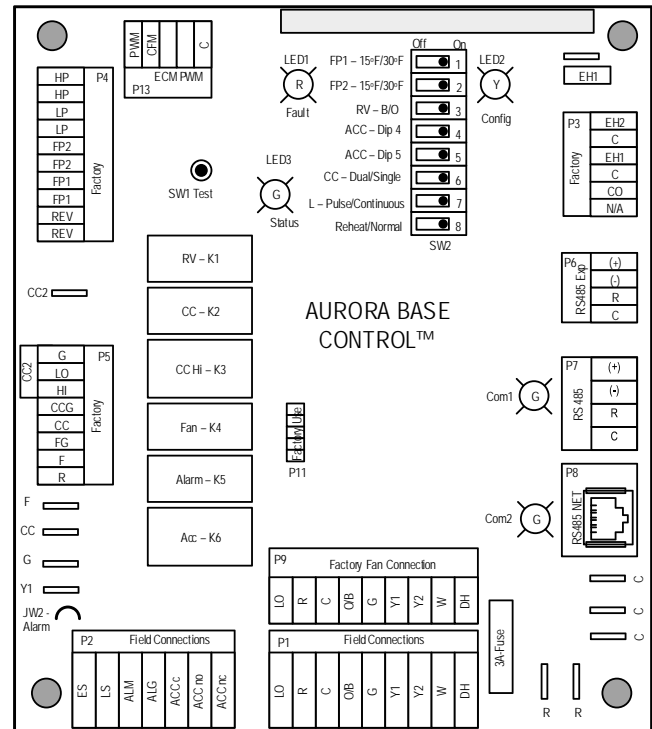 PWM
CFM
C
ECM PWM
P13
P4
HP
HP
LP
LP
FP2
FP2
FP1
FP1
REV
REV
Factory
SW1 Test
LED1
R
Fault
LED3
G
Status
Off On
FP1 – 15ºF/30ºF 1
FP2 – 15ºF/30ºF 2
RV – B/O 3
ACC – Dip 4 4
ACC – Dip 5 5
CC – Dual/Single 6
L – Pulse/Continuous 7
Reheat/Normal 8
SW2
LED2
Y
Config
EH1
P3
Factory
EH2
C
EH1
C
CO
N/A
RV – K1
CC – K2
CC Hi – K3
Fan – K4
Alarm – K5
Acc – K6
AURORA BASE
CONTROL™
P6
RS485 Exp
(+)
(-)
R
C
CC2
CC2
P5
G
LO
HI
CCG
CC
FG
F
R
Factory
Factory Use
P11
Com1
G
P7
RS 485
(+)
(-)
R
C
Com2
G
P8
RS485 NET
F
CC
G
Y1
JW2 -
Alarm
P9 Factory Fan Connection
LO R C O/B G Y1 Y2 W DH
P2 Field Connections
ES LS ALM ALG ACC c ACC no ACC nc
P1 Field Connections
LO R C O/B G Y1 Y2 W DH
3A-Fuse
C
C
C
R R